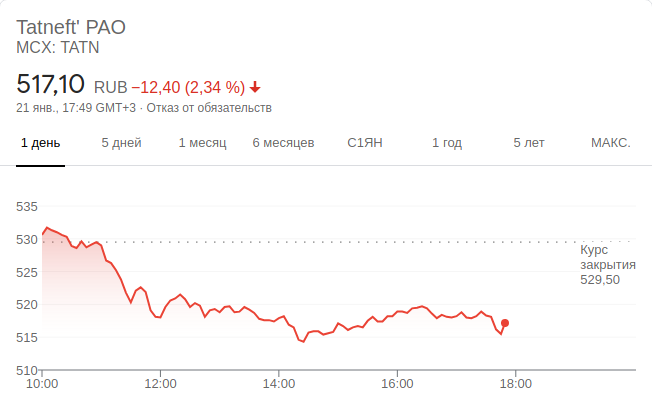 Tatneft' PAO
MCX: TATN
517,10 RUB −12,40 (2,34 %)
21 янв., 17:49 GMT+3 · Отказ от обязательств
1 день 5 дней 1 месяц 6 месяцев С1ЯН 1 год 5 лет МАКС.
535
530
525
520
515
510
Курс
закрытия
529,50
10:00 12:00 14:00 16:00 18:00